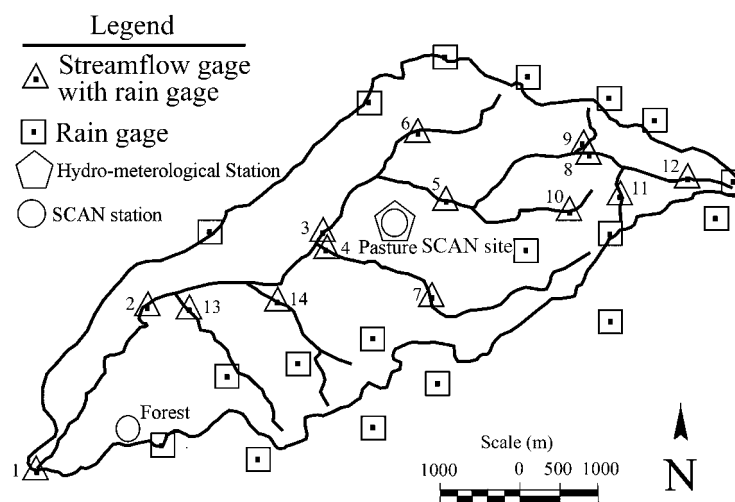 Legend
Streamflow gage
with rain gage
Rain gage
Hydro-meterological Station
SCAN station
6
9
8
12
5
10
11
3
4
Pasture SCAN site
2
13
14
7
Forest
1
Scale (m)
1000 0 500 1000
N